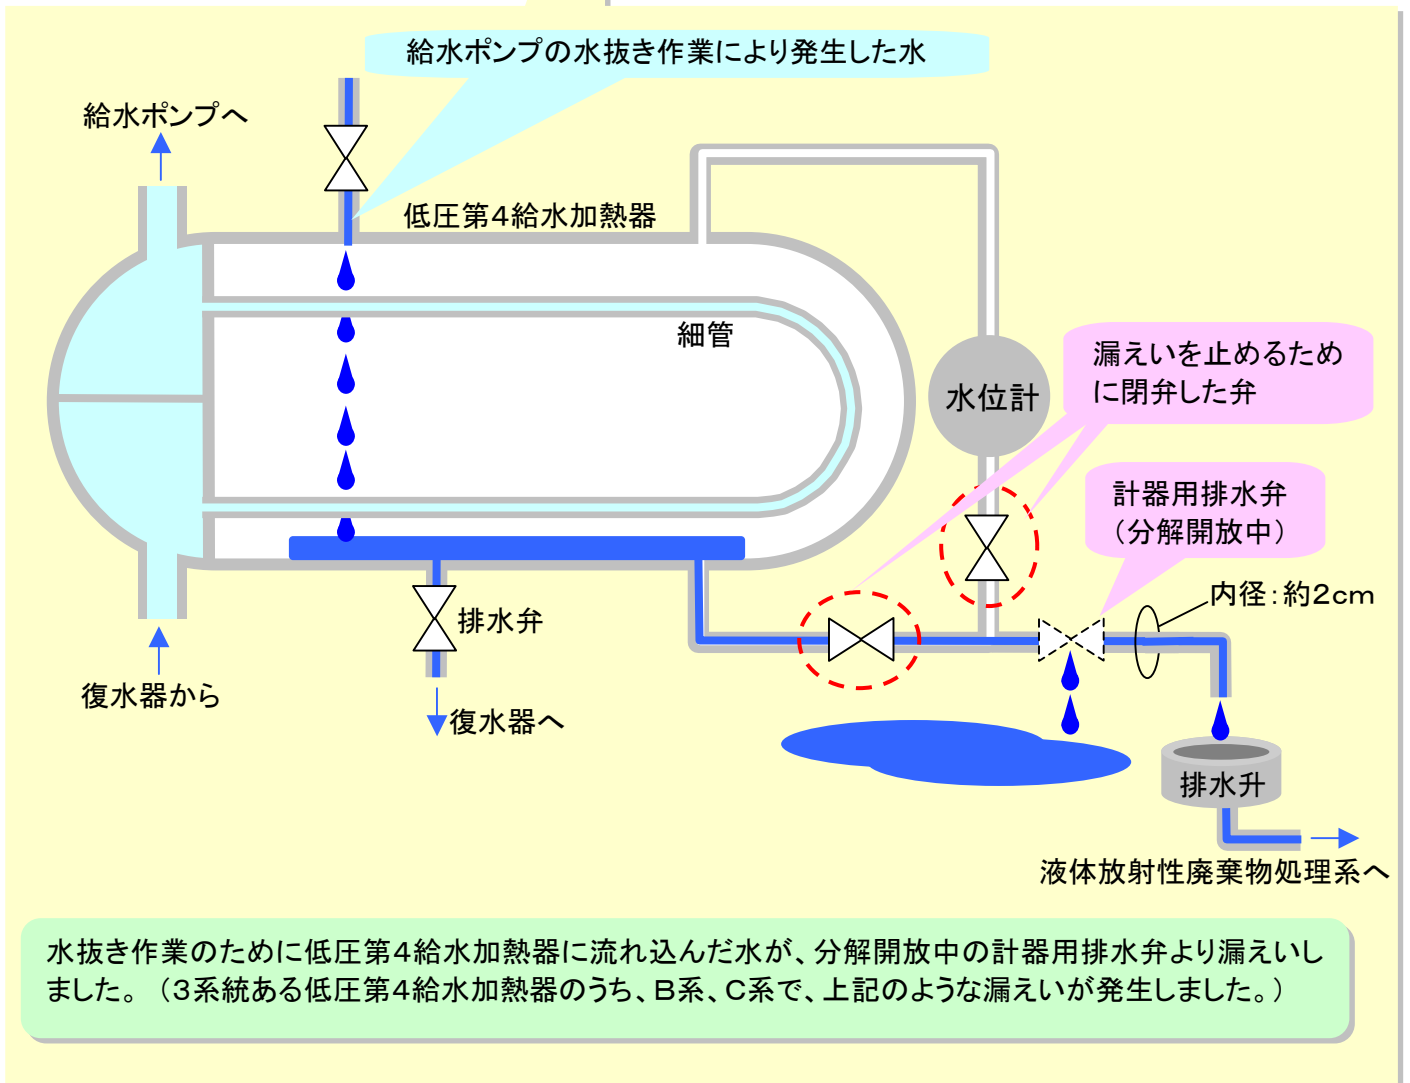 給水ポンプの水抜き作業により発生した水
給水ポンプへ
低圧第４給水加熱器
細管
漏えいを止めるため
に閉弁した弁
水位計
計器用排水弁
（分解開放中）
内径：約２ｃｍ
排水弁
復水器から
復水器へ
排水升
液体放射性廃棄物処理系へ
水抜き作業のために低圧第４給水加熱器に流れ込んだ水が、分解開放中の計器用排水弁より漏えいし
ました。（３系統ある低圧第４給水加熱器のうち、Ｂ系、Ｃ系で、上記のような漏えいが発生しました。）